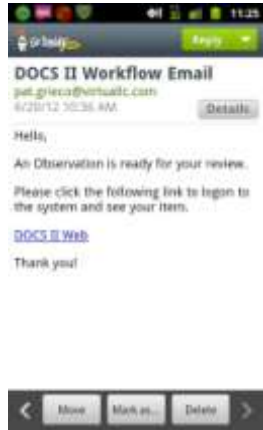 11:25
Reply
DOCS II Workflow Email
pat.grieco@virtuallc.com
6/20/12 10:36 AM
Details
Hello,
An Observation is ready for your review.
Please click the following link to logon to
the system and see your item.
DOCS II Web
Thank you!
Move Mark as... Delete